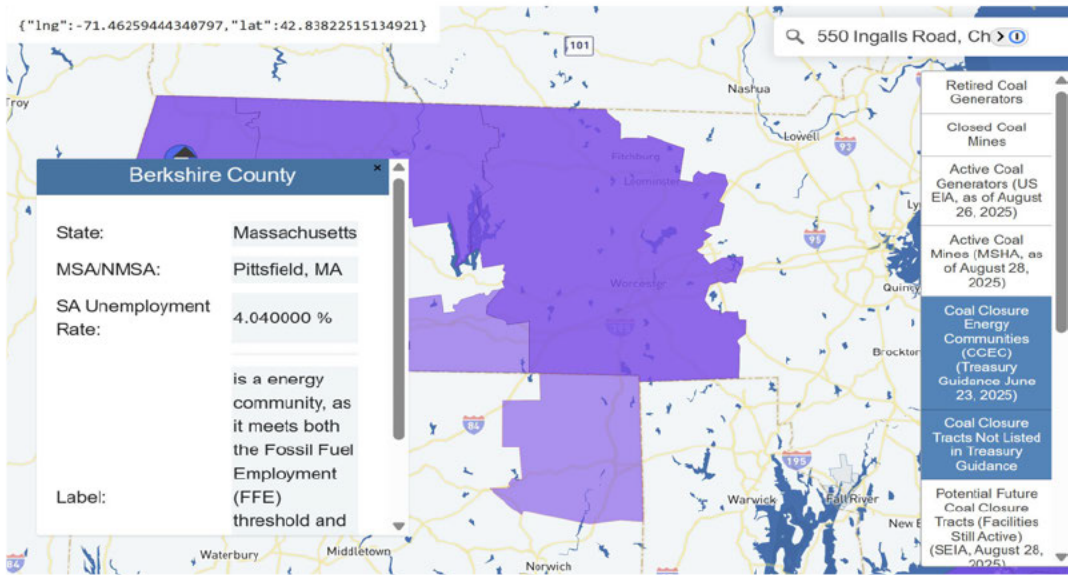 {"lng":-71.46259444340797,"lat":42.83822515134921}
101
550 Ingalls Road, Ch
Troy
Nashua
Retired Coal
Generators
Lowell
93
Closed Coal
Mines
Fitchburg
Leominster
Berkshire County
×
Active Coal
Generators (US
EIA, as of August
26, 2025)
State:
Massachusetts
95
Active Coal
Mines (MSHA, as
of August 28,
2025)
MSA/NMSA:
Pittsfield, MA
Worcester
Quincy
SA Unemployment
Rate:
4.040000 %
Coal Closure
Energy
Communities
(CCEC)
(Treasury
Guidance June
23, 2025)
Brockton
is a energy
community, as
it meets both
the Fossil Fuel
Employment
(FFE)
threshold and
Label:
84
Coal Closure
Tracts Not Listed
in Treasury
Guidance
195
Warwick
Fall River
New B
Potential Future
Coal Closure
Tracts (Facilities
Still Active)
(SEIA, August 28,
2025)
Waterbury
Middletown
Norwich
84